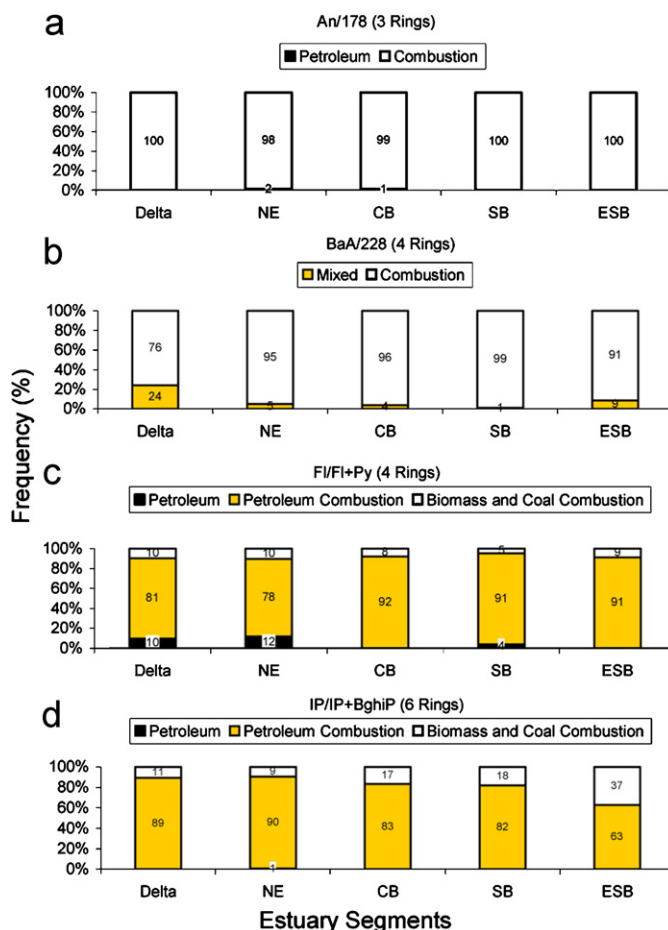 a
An/178 (3 Rings)
Petroleum Combustion
100%
80%
60%
40%
20%
0%
100 98 99 100 100
2 1
Delta NE CB SB ESB
b
BaA/228 (4 Rings)
Mixed Combustion
100%
80%
60%
40%
20%
0%
76 95 96 99 91
24 5 4 1 9
Delta NE CB SB ESB
Frequency (%)
c
Fl/Fl+Py (4 Rings)
Petroleum Petroleum Combustion Biomass and Coal Combustion
100%
80%
60%
40%
20%
0%
10 10 8 5 9
81 78 92 91 91
10 12 4
Delta NE CB SB ESB
d
IP/IP+BghiP (6 Rings)
Petroleum Petroleum Combustion Biomass and Coal Combustion
100%
80%
60%
40%
20%
0%
11 9 17 18 37
89 90 83 82 63
1
Delta NE CB SB ESB
Estuary Segments